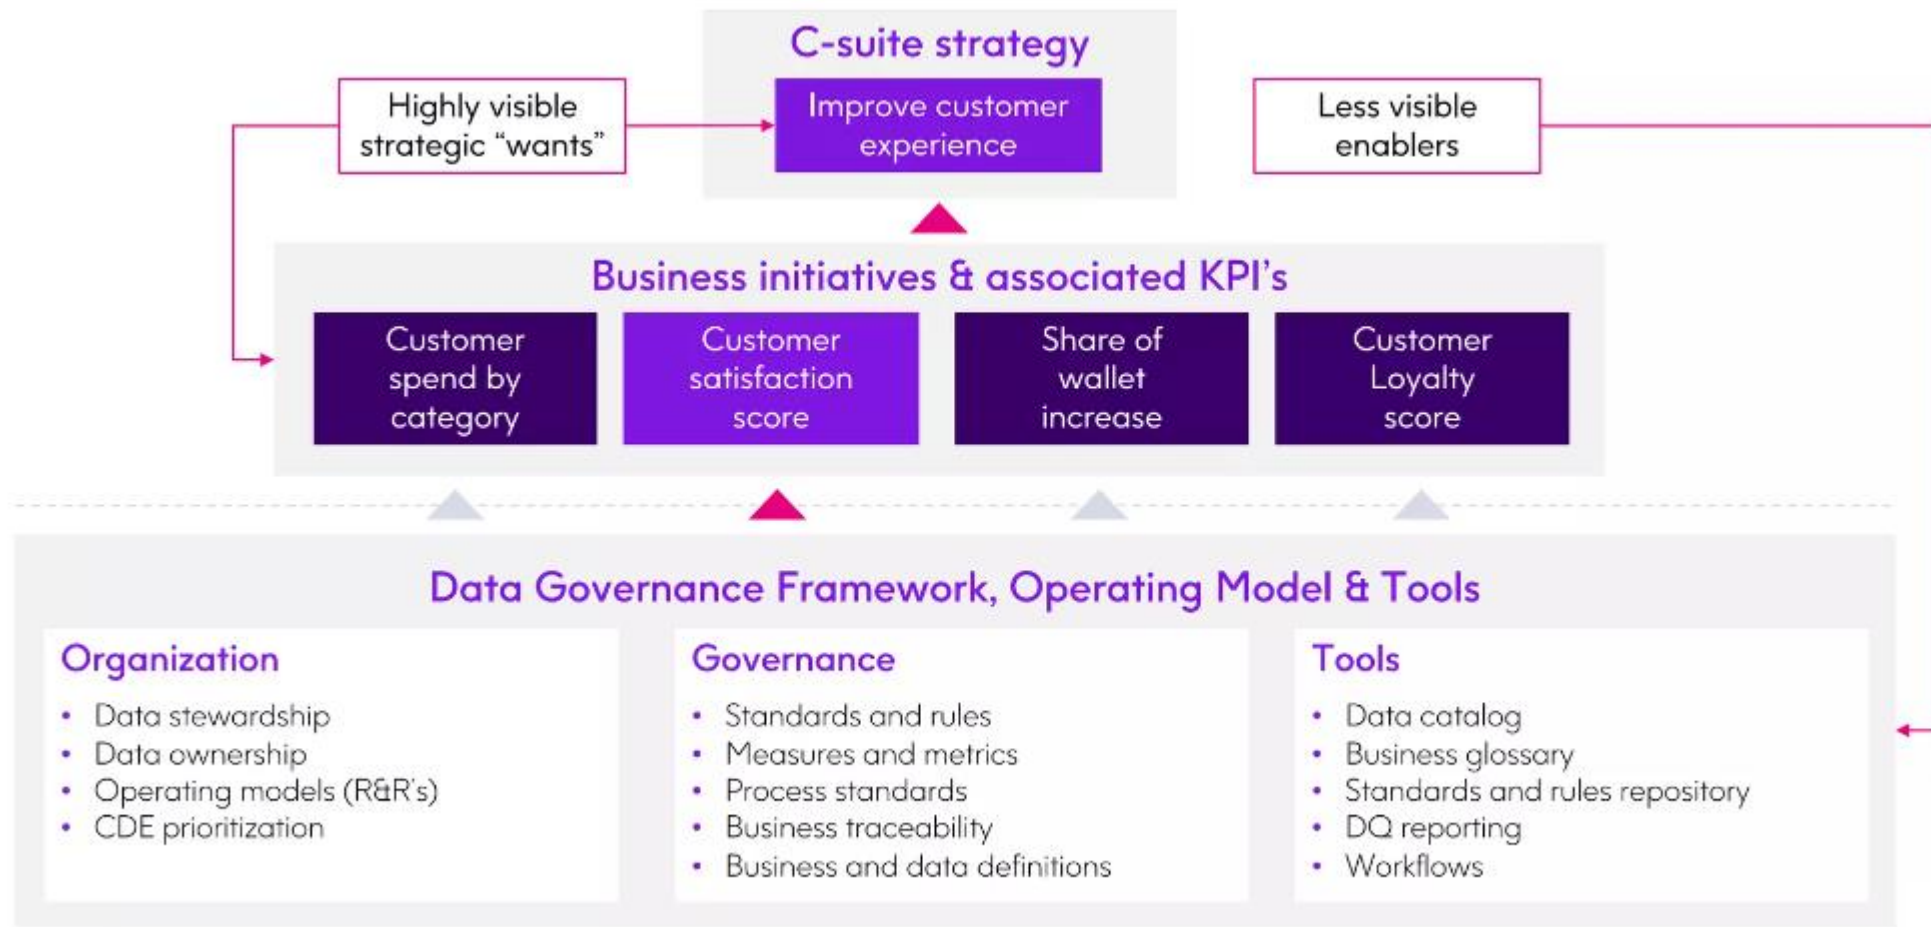 C-suite strategy
Highly visible
strategic “wants”
Improve customer
experience
Less visible
enablers
Business initiatives & associated KPI's
Customer
spend by
category
Customer
satisfaction
score
Share of
wallet
increase
Customer
Loyalty
score
Data Governance Framework, Operating Model & Tools
Organization
• Data stewardship
• Data ownership
• Operating models (R&R's)
• CDE prioritization
Governance
• Standards and rules
• Measures and metrics
• Process standards
• Business traceability
• Business and data definitions
Tools
• Data catalog
• Business glossary
• Standards and rules repository
• DQ reporting
• Workflows